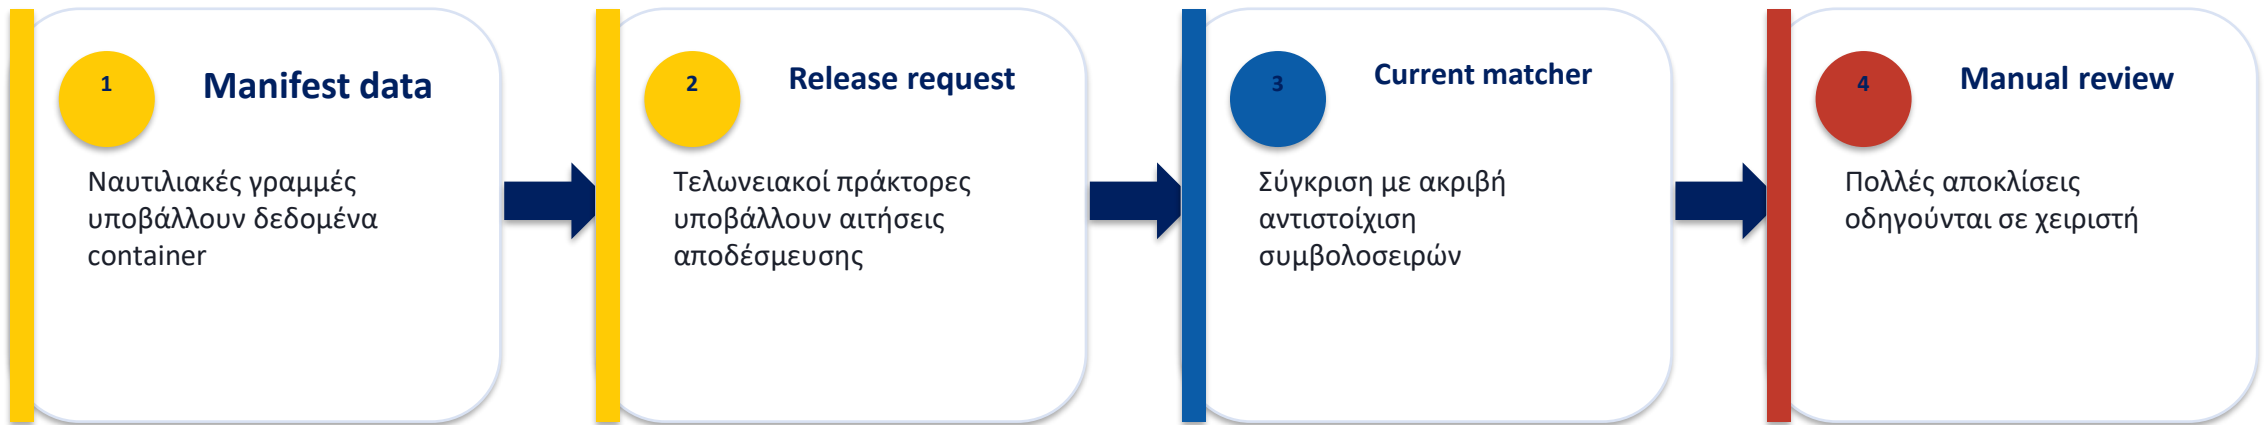 1
Manifest data
Ναυτιλιακές γραμμές
υποβάλλουν δεδομένα
container
2
Release request
Τελωνειακοί πράκτορες
υποβάλλουν αιτήσεις
αποδέσμευσης
3
Current matcher
Σύγκριση με ακριβή
αντιστοίχιση
συμβολοσειρών
4
Manual review
Πολλές αποκλίσεις
οδηγούνται σε χειριστή